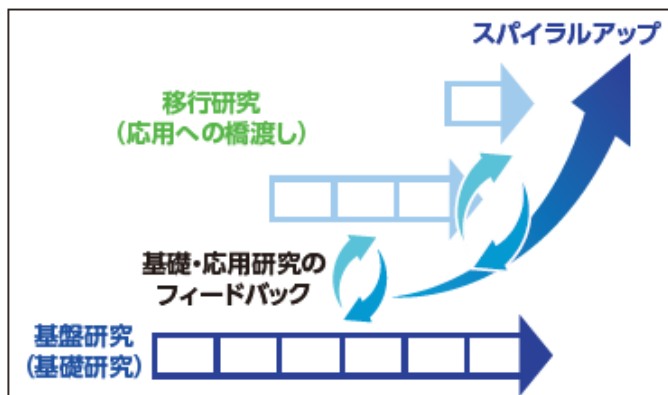 スパイラルアップ
移行研究
(応用への橋渡し)
基礎・応用研究の
フィードバック
基盤研究
(基礎研究)